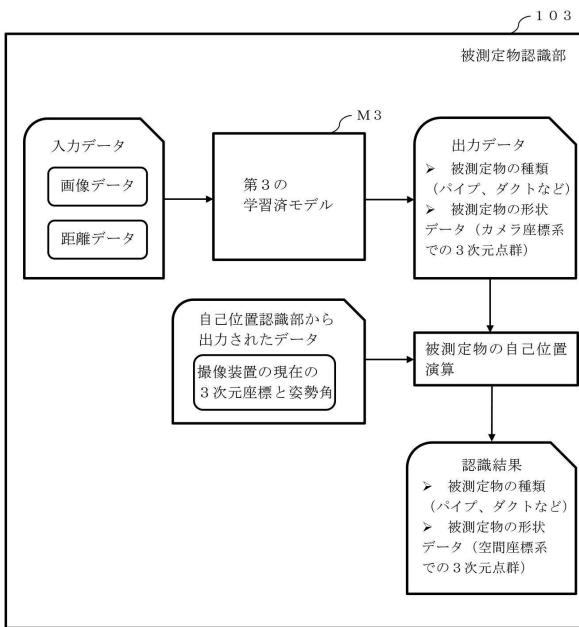 103
被測定物認識部
M3
入力データ
画像データ
距離データ
第3の
学習済モデル
出力データ
➢ 被測定物の種類
(パイプ、ダクトなど)
➢ 被測定物の形状
データ(カメラ座標系
での3次元点群)
自己位置認識部から
出力されたデータ
撮像装置の現在の
3次元座標と姿勢角
被測定物の自己位置
演算
認識結果
➢ 被測定物の種類
(パイプ、ダクトなど)
➢ 被測定物の形状
データ(空間座標系
での3次元点群)